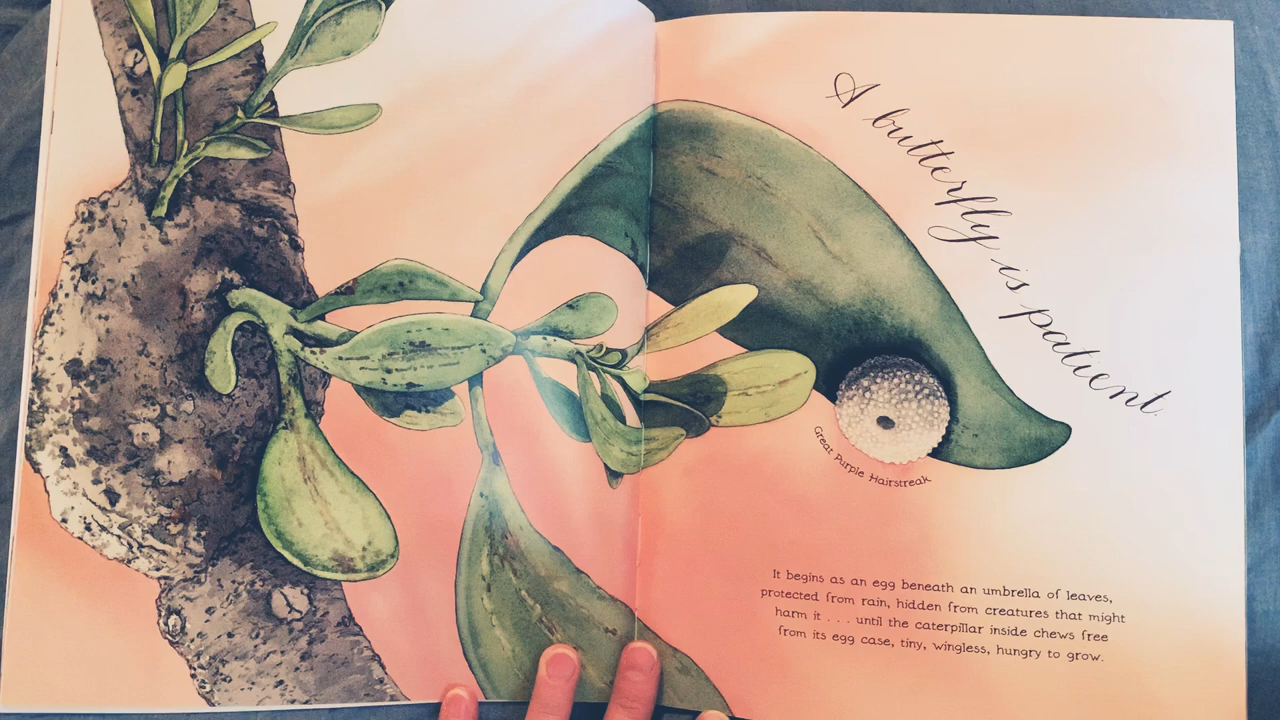 A butterfly is patient.
Great Purple Hairstreak
It begins as an egg beneath an umbrella of leaves,
protected from rain, hidden from creatures that might
harm it . . . until the caterpillar inside chews free
from its egg case, tiny, wingless, hungry to grow.